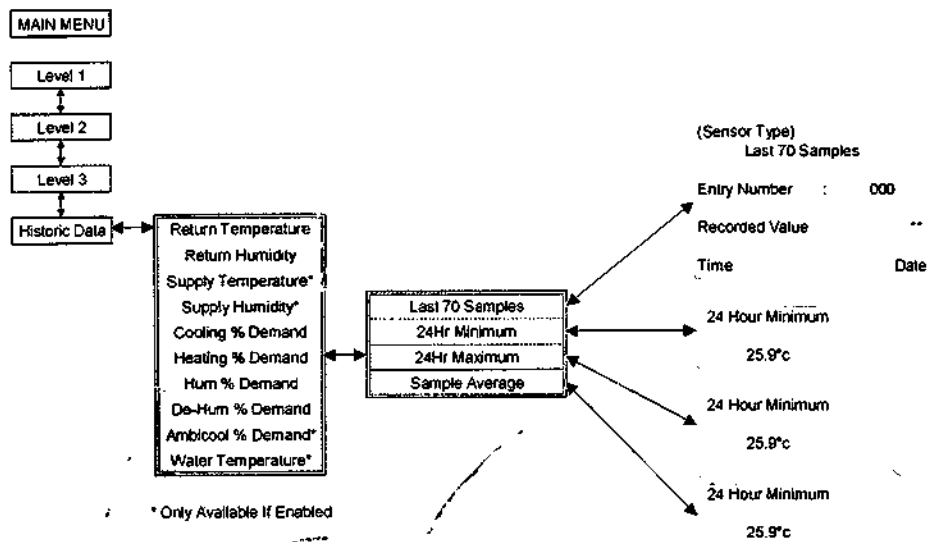 MAIN MENU
Level 1
Level 2
Level 3
Historic Data
Return Temperature
Return Humidity
Supply Temperature*
Supply Humidity*
Cooling % Demand
Heating % Demand
Hum % Demand
De-Hum % Demand
Ambicool % Demand*
Water Temperature*
* Only Available If Enabled
Last 70 Samples
24Hr Minimum
24Hr Maximum
Sample Average
(Sensor Type)
Last 70 Samples
Entry Number : 000
Recorded Value **
Time Date
24 Hour Minimum
25.9°c
24 Hour Minimum
25.9°c
24 Hour Minimum
25.9°c